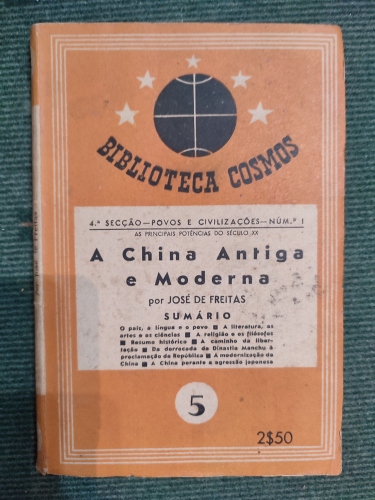 BIBLIOTECA COSMOS
4.ª SECÇÃO—POVOS E CIVILIZAÇÕES—NÚM.º 1
AS PRINCIPAIS POTÊNCIAS DO SÉCULO XX
A China Antiga
e Moderna
por JOSÉ DE FREITAS
SUMÁRIO
O país, a língua e o povo ■ A literatura, as
artes e as ciências ■ A religião e os filósofos
■ Resumo histórico ■ A caminho da liber-
tação ■ Da derrocada da Dinastia Manchu à
proclamação da República ■ A modernização da
China ■ A China perante a agressão japonesa
5
2$50